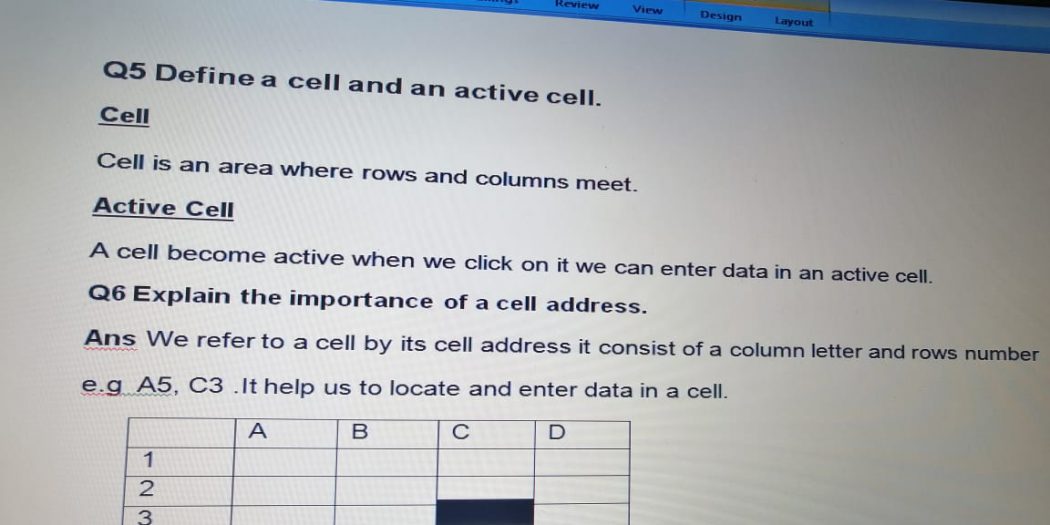 Review View Design Layout
Q5 Define a cell and an active cell.
Cell
Cell is an area where rows and columns meet.
Active Cell
A cell become active when we click on it we can enter data in an active cell.
Q6 Explain the importance of a cell address.
Ans We refer to a cell by its cell address it consist of a column letter and rows number
e.g A5, C3 .It help us to locate and enter data in a cell.
A B C D
1
2
3